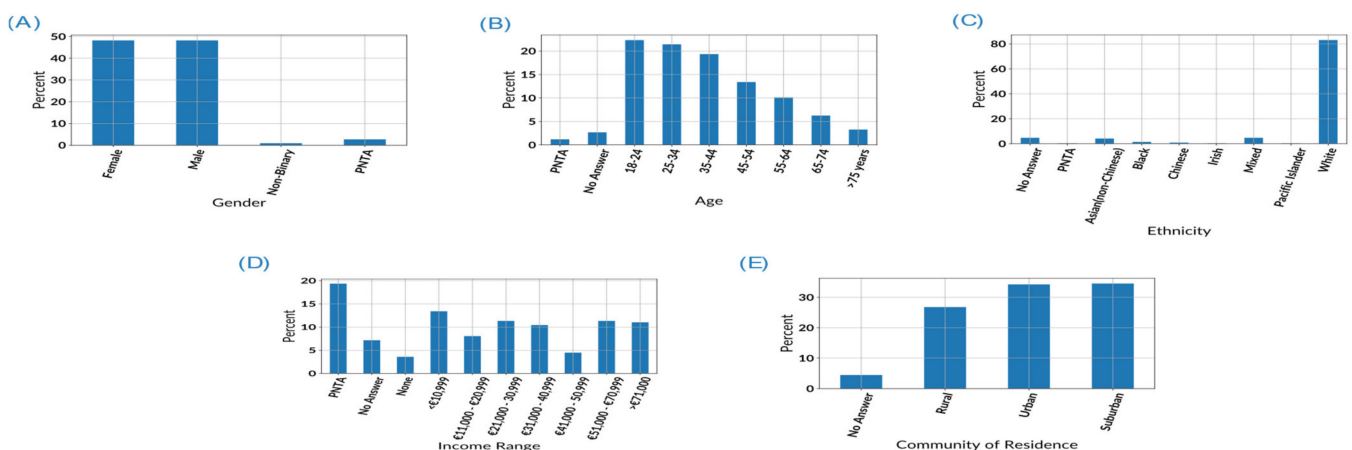 (A)
50
40
30
20
10
0
Percent
Female
Male
Non-Binary
PNTA
Gender
(B)
20
15
10
5
0
Percent
PNTA
No Answer
18-24
25-34
35-44
45-54
55-64
65-74
>75 years
Age
(C)
80
60
40
20
0
Percent
No Answer
PNTA
Asian(non-Chinese)
Black
Chinese
Irish
Mixed
Pacific Islander
White
Ethnicity
(D)
20
15
10
5
0
Percent
PNTA
No Answer
None
<€10,999
€11,000 - €20,999
€21,000 - 30,999
€31,000 - 40,999
€41,000 - 50,999
€51,000 - €70,999
>€71,000
Income Range
(E)
30
20
10
0
Percent
No Answer
Rural
Urban
Suburban
Community of Residence